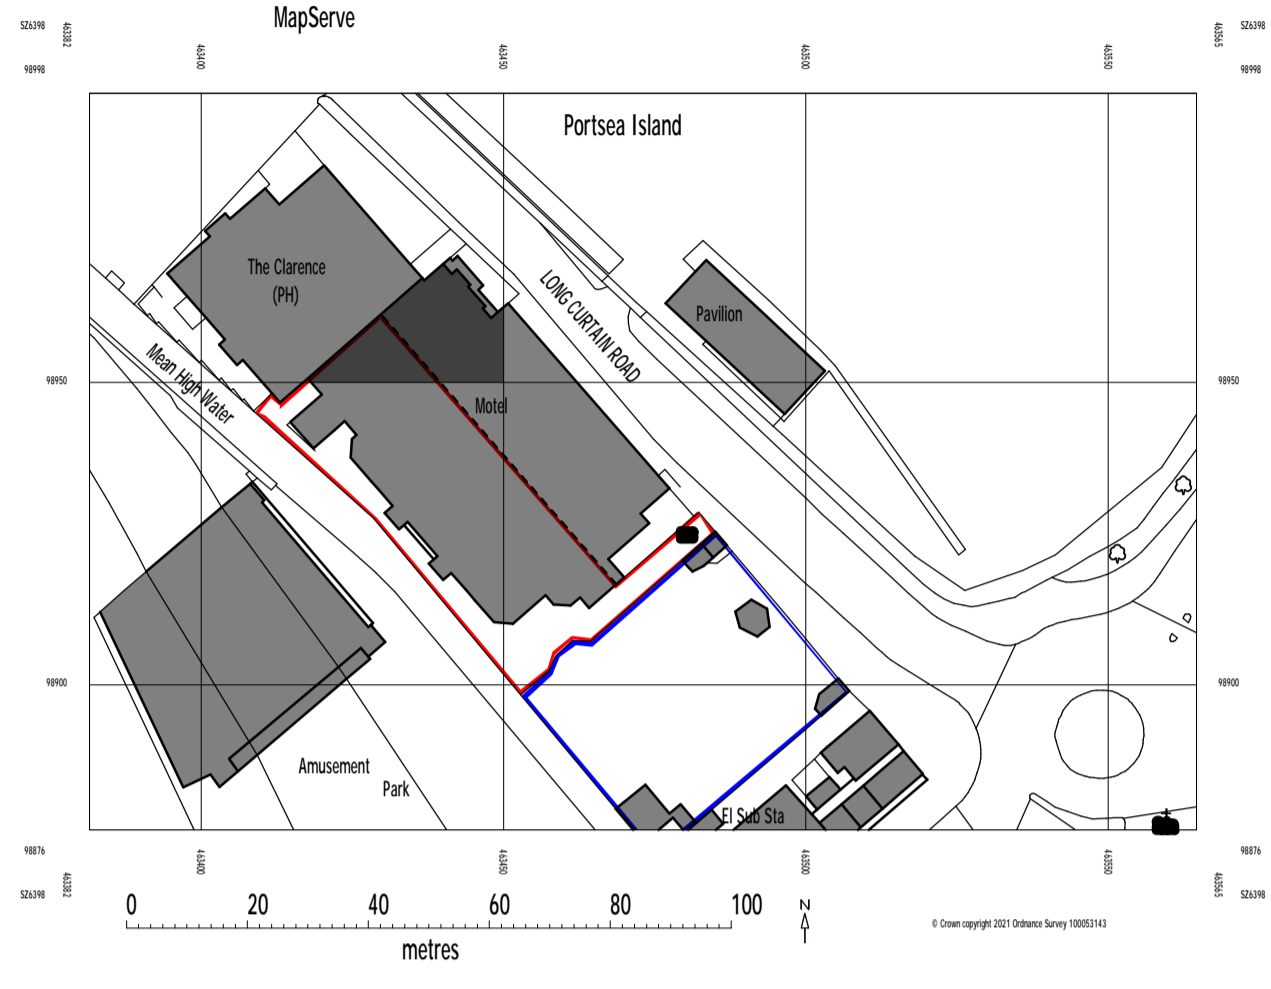 MapServe
SZ6398
463382
463400
463450
463500
463550
463565
SZ6398
98998
98998
Portsea Island
The Clarence
(PH)
LONG CURTAIN ROAD
Pavilion
Mean High Water
98950
98950
Motel
98900
98900
Amusement
Park
El Sub Sta
98876
463382
463400
463450
463500
463550
463565
98876
SZ6398
SZ6398
0 20 40 60 80 100
N
metres
© Crown copyright 2021 Ordnance Survey 100053143